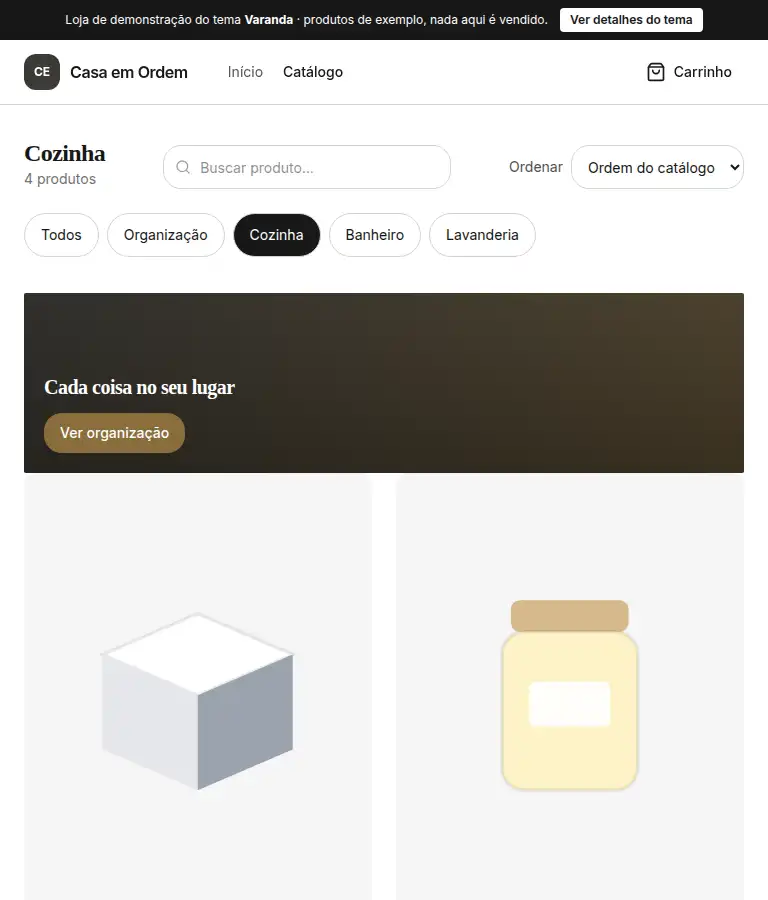 Loja de demonstração do tema Varanda · produtos de exemplo, nada aqui é vendido. Ver detalhes do tema
CE Casa em Ordem Início Catálogo Carrinho
Cozinha
4 produtos
Buscar produto...
Ordenar Ordem do catálogo
Todos Organização Cozinha Banheiro Lavanderia
Cada coisa no seu lugar
Ver organização